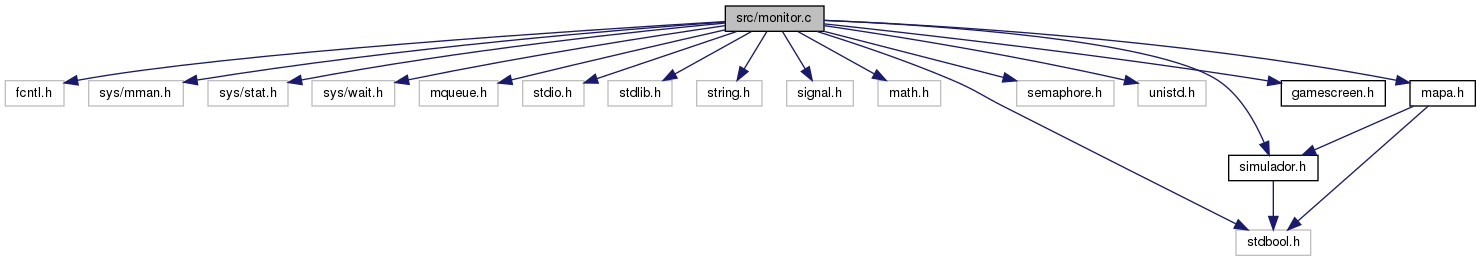 src/monitor.c
fcntl.h
sys/mman.h
sys/stat.h
sys/wait.h
mqueue.h
stdio.h
stdlib.h
string.h
signal.h
math.h
semaphore.h
unistd.h
gamescreen.h
mapa.h
simulador.h
stdbool.h